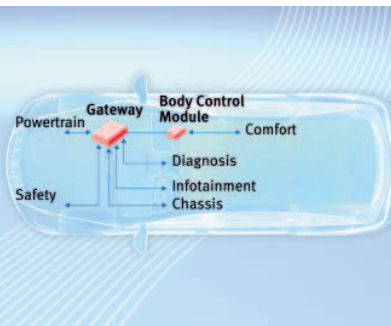 Gateway
Body Control
Module
Powertrain
Comfort
Diagnosis
Infotainment
Safety
Chassis